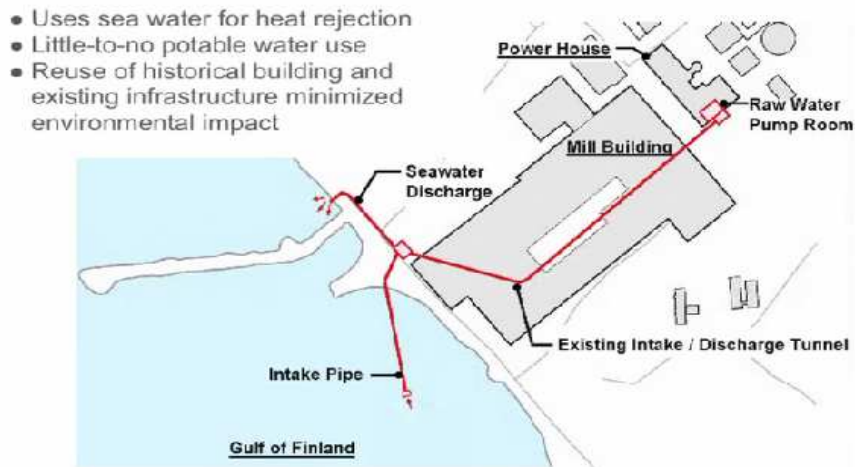 ● Uses sea water for heat rejection
● Little-to-no potable water use
● Reuse of historical building and
existing infrastructure minimized
environmental impact
Power House
Raw Water
Pump Room
Mill Building
Seawater
Discharge
Existing Intake / Discharge Tunnel
Intake Pipe
Gulf of Finland